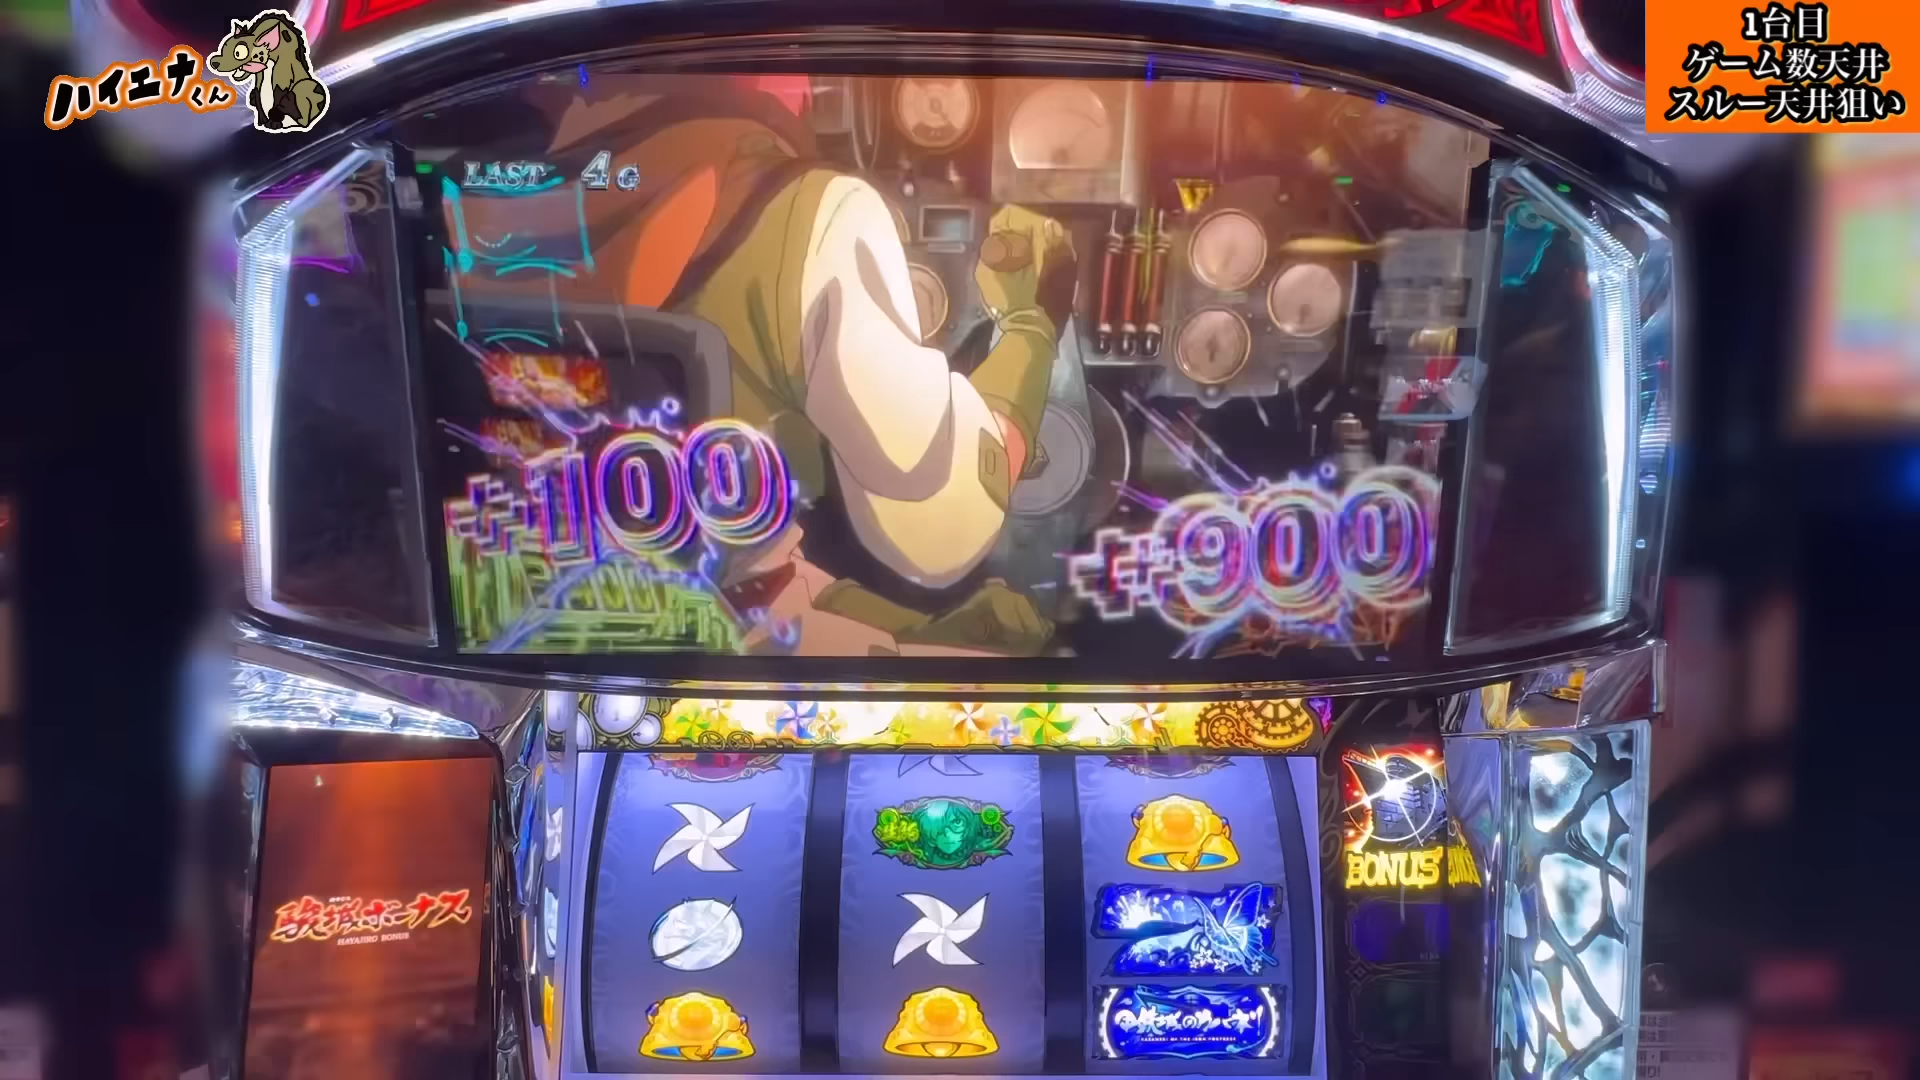 ハイエナくん
1台目
ゲーム数天井
スルー天井狙い
LAST 4G
+100
+900
駿城ボーナス
HAYAJIRO BONUS
生駒
BONUS
甲鉄城のカバネリ
KABANERI OF THE IRON FORTRESS